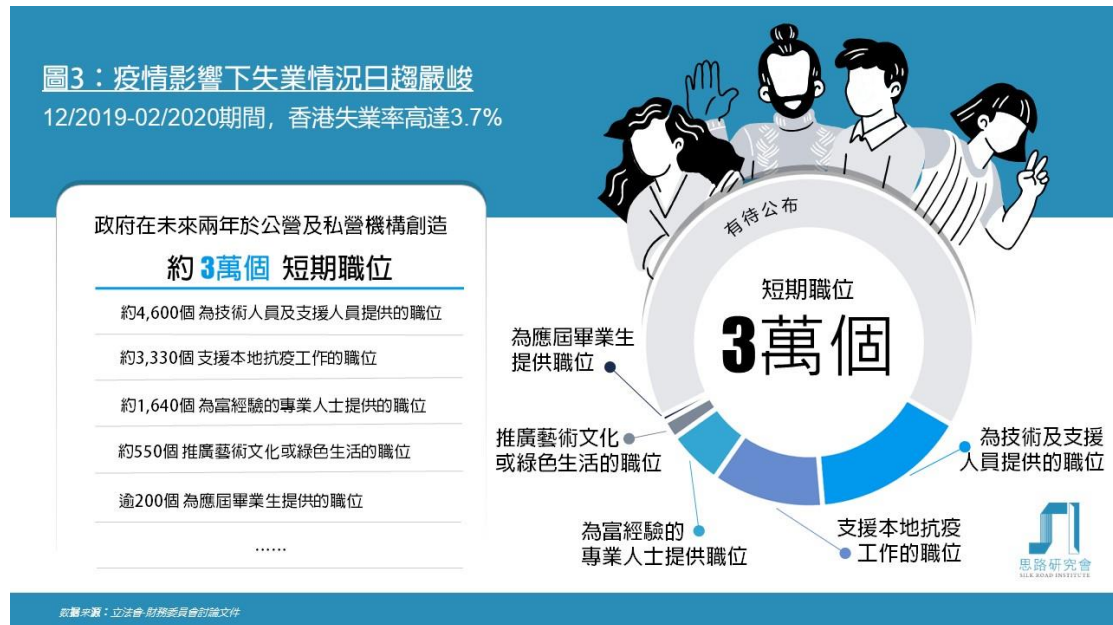 圖3：疫情影響下失業情況日趨嚴峻
12/2019-02/2020期間，香港失業率高達3.7%
政府在未來兩年於公營及私營機構創造
約 3萬個 短期職位
約4,600個 為技術人員及支援人員提供的職位
約3,330個 支援本地抗疫工作的職位
約1,640個 為富經驗的專業人士提供的職位
約550個 推廣藝術文化或綠色生活的職位
逾200個 為應屆畢業生提供的職位
......
有待公布
短期職位
3萬個
為應屆畢業生
提供職位
推廣藝術文化
或綠色生活的職位
為富經驗的
專業人士提供職位
支援本地抗疫
工作的職位
為技術及支援
人員提供的職位
思路研究會
SILK ROAD INSTITUTE
數據來源：立法會-財務委員會討論文件